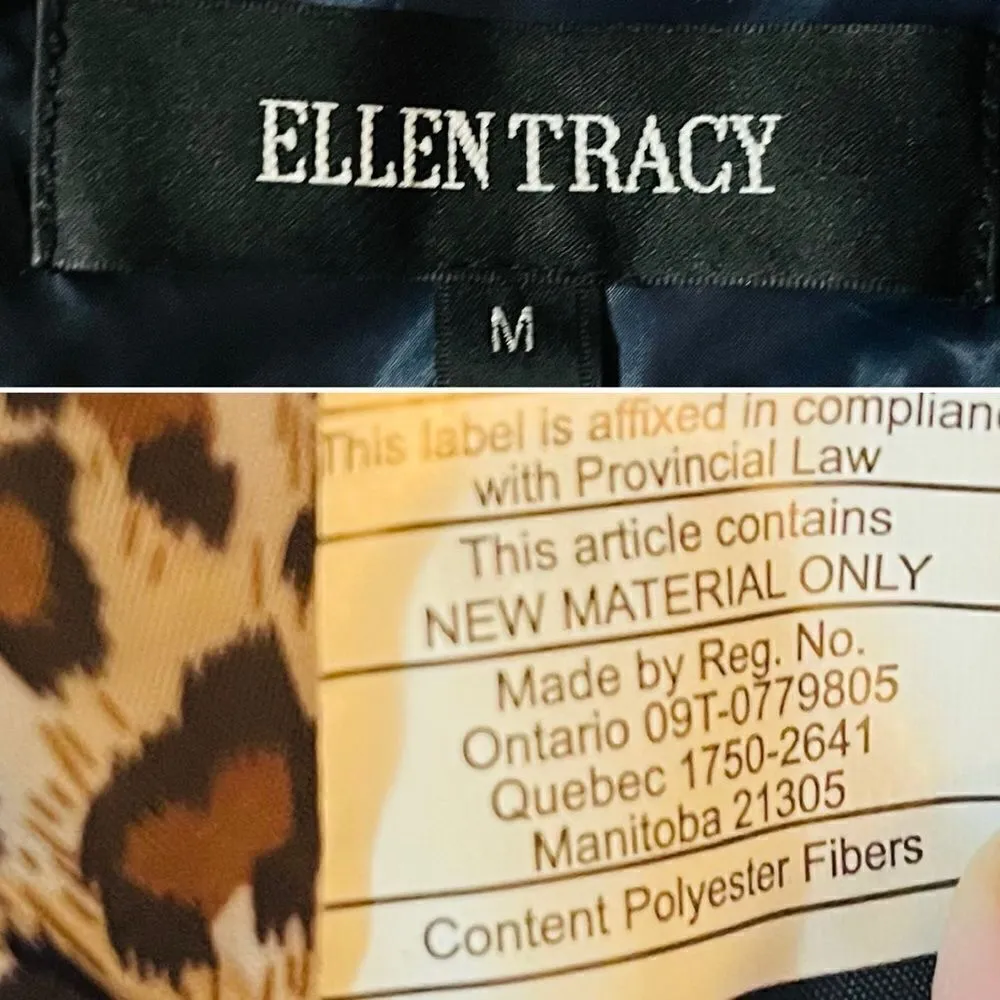 ELLEN TRACY
M
This label is affixed in
with Provincial Law
This article contains
NEW MATERIAL ONLY
Made by Reg. No.
Ontario 09T-0779805
Quebec 1750-2641
Manitoba 21305
Content Polyester Fibers